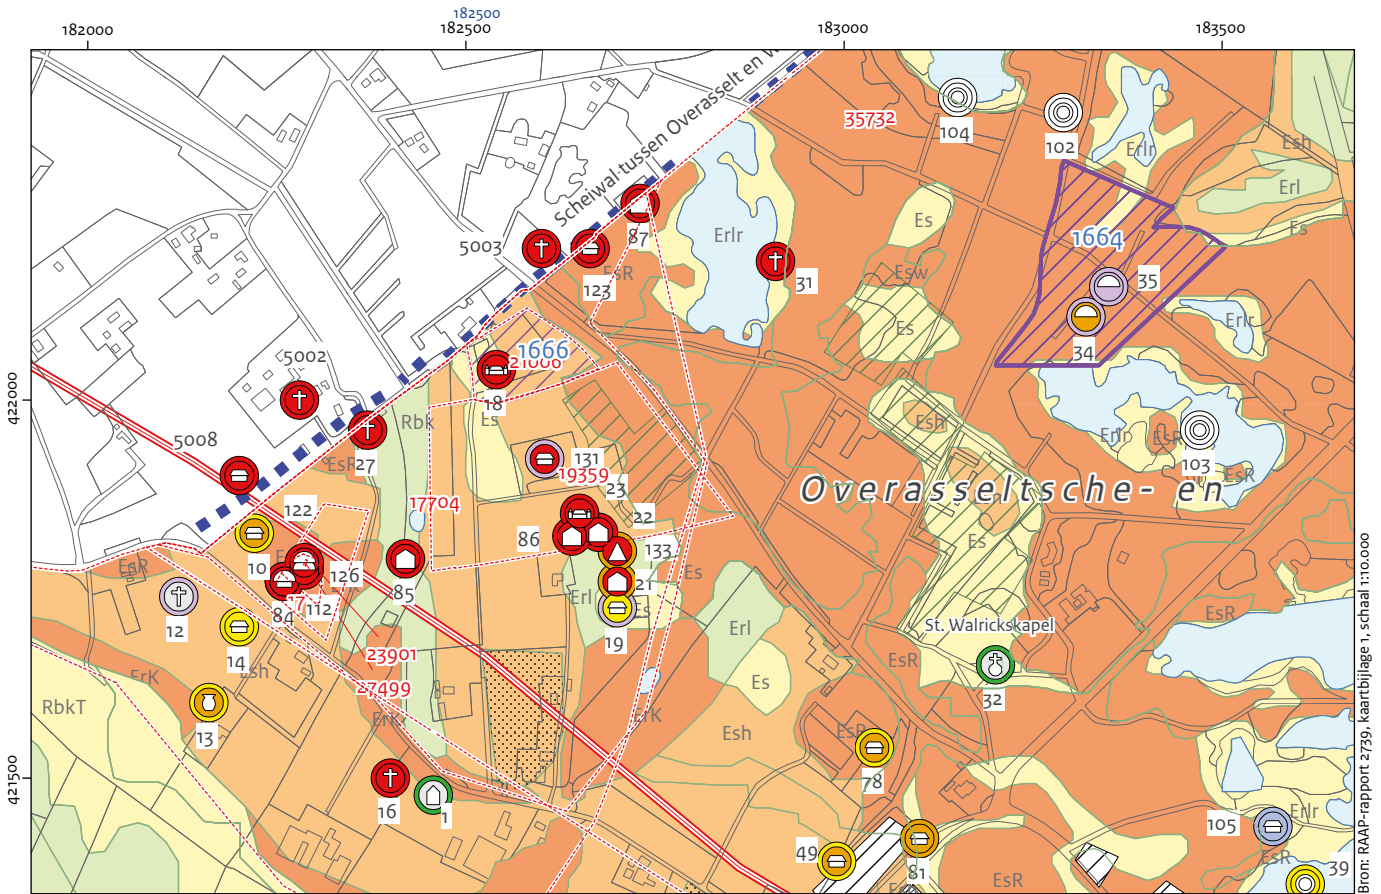 182500
182000
182500
183000
183500
422000
421500
Scheiwal tussen Overasselt en
35732
104
102
Erlr
Esh
Erl
Es
Es
1664
35
34
5003
87
EsR
123
Erlr
31
Esw
Es
Erlr
5002
1666
21006
18
Es
Rbk
Esh
Erlr
EsR
103
EsR
5008
27
EsR
131
19359
23
17704
Overasseltsche- en
122
10
22
86
133
Es
EsR
126
85
21
Erl
Es
Es
12
84
112
19
Erl
EsR
14
St. Walrickskapel
EsR
23901
ErK
Esh
27499
Es
32
RbkT
13
ErK
ErK
Esh
EsR
78
16
1
49
81
105
Erlr
EsR
39
EsR
Bron: RAAP-rapport 2739, kaartbijlage 1, schaal 1:10.000